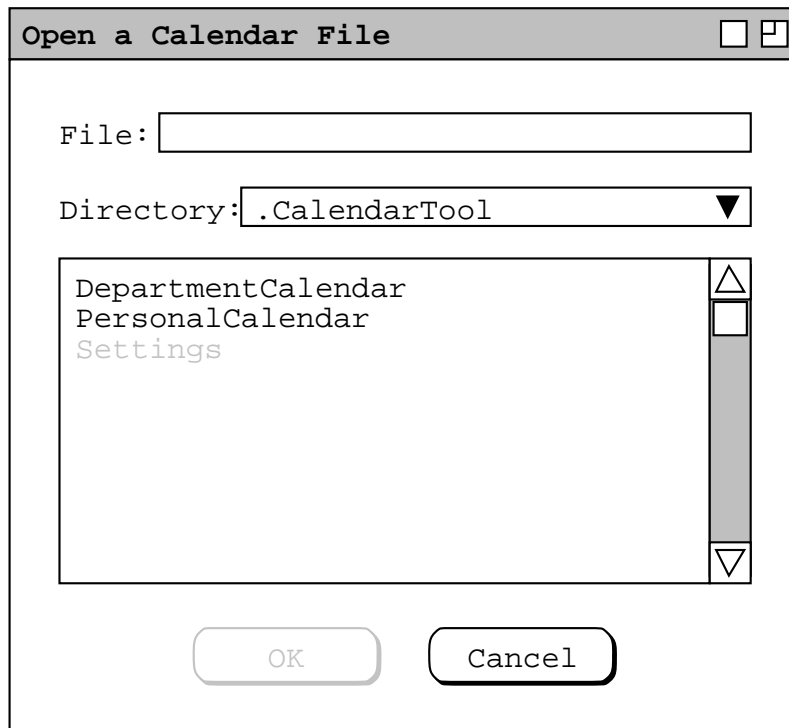 Open a Calendar File
File:
Directory: .CalendarTool
DepartmentCalendar
PersonalCalendar
Settings
OK Cancel